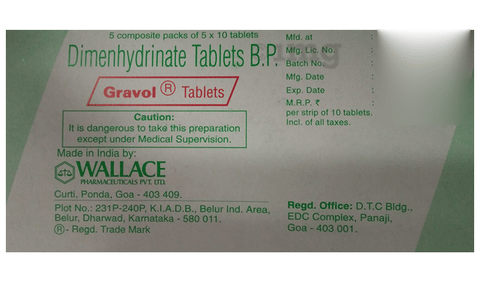 5 composite packs of 5 x 10 tablets
Dimenhydrinate Tablets B.P.
Gravol ® Tablets
Caution:
It is dangerous to take this preparation
except under Medical Supervision.
Made in India by:
WALLACE
PHARMACEUTICALS PVT. LTD.
Curti, Ponda, Goa - 403 409.
Plot No.: 231P-240P, K.I.A.D.B., Belur Ind. Area,
Belur, Dharwad, Karnataka - 580 011.
®- Regd. Trade Mark
Mfd. at :
Mfg. Lic. No. :
Batch No. :
Mfg. Date :
Exp. Date :
M.R.P. ₹ :
per strip of 10 tablets.
Incl. of all taxes.
Regd. Office: D.T.C Bldg.,
EDC Complex, Panaji,
Goa - 403 001.